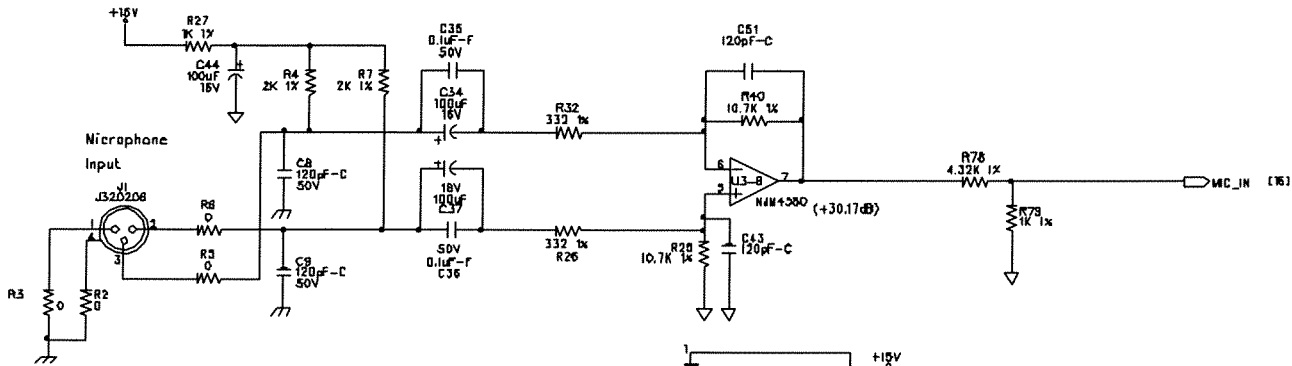 +15V
R27
1K 1%
C44
100uF
16V
R4
2K 1%
R7
2K 1%
C35
0.1uF-F
50V
C34
100uF
16V
R32
332 1%
C51
120pF-C
R40
10.7K 1%
Microphone
Input
J1
J3D206
1
2
3
4
R6
0
R5
0
C8
120pF-C
50V
C9
120pF-C
50V
16V
100uF
C37
50V
0.1uF-F
C36
332 1%
R26
6
5
7
U3-B
NJM4580
(+30.17dB)
10.7K 1%
C43
120pF-C
R78
4.32K 1%
R79
1K 1%
MIC_IN [16]
R3
0
R2
0
1
+15V